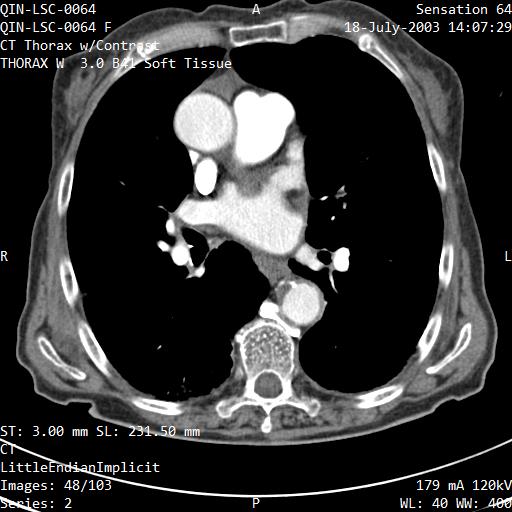 QIN-LSC-0064 A Sensation 64
QIN-LSC-0064 F 18-July-2003 14:07:29
CT Thorax w/Contrast
THORAX W 3.0 B41 Soft Tissue
R L
ST: 3.00 mm SL: 231.50 mm
CT
LittleEndianImplicit
Images: 48/103 179 mA 120kV
Series: 2 P WL: 40 WW: 400